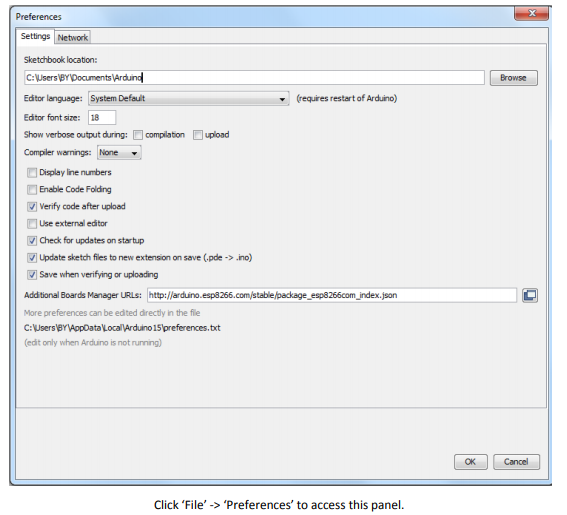 Preferences
Settings Network
Sketchbook location:
C:\Users\BY\Documents\Arduino Browse
Editor language: System Default (requires restart of Arduino)
Editor font size: 18
Show verbose output during: compilation upload
Compiler warnings: None
Display line numbers
Enable Code Folding
Verify code after upload
Use external editor
Check for updates on startup
Update sketch files to new extension on save (.pde -> .ino)
Save when verifying or uploading
Additional Boards Manager URLs: http://arduino.esp8266.com/stable/package_esp8266com_index.json
More preferences can be edited directly in the file
C:\Users\BY\AppData\Local\Arduino15\preferences.txt
(edit only when Arduino is not running)
OK Cancel
Click ‘File’ -> ‘Preferences’ to access this panel.